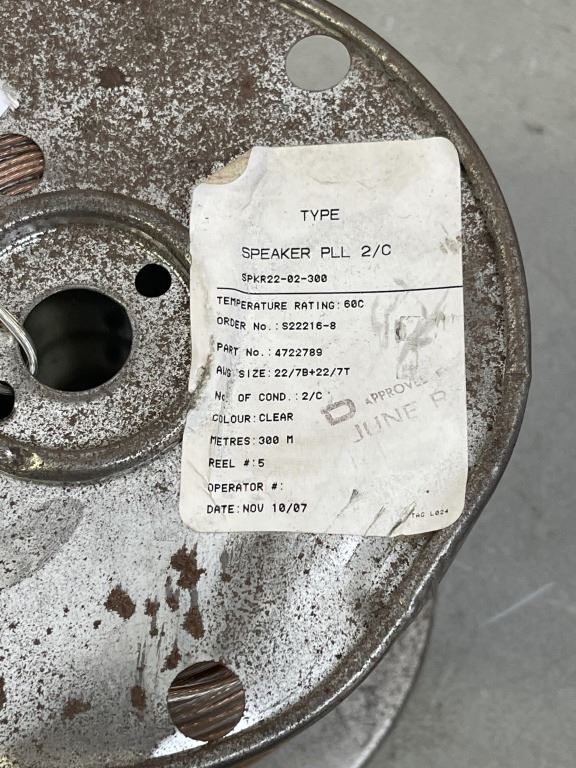 TYPE
SPEAKER PLL 2/C
SPKR22-02-300
TEMPERATURE RATING: 60C
ORDER No.: S22216-8
PART No.: 4722789
AWG SIZE: 22/7B+22/7T
No OF COND.: 2/C
COLOUR: CLEAR
METRES: 300 M
REEL #: 5
OPERATOR #:
DATE: NOV 10/07
APPROVED
JUNE
TAG L024